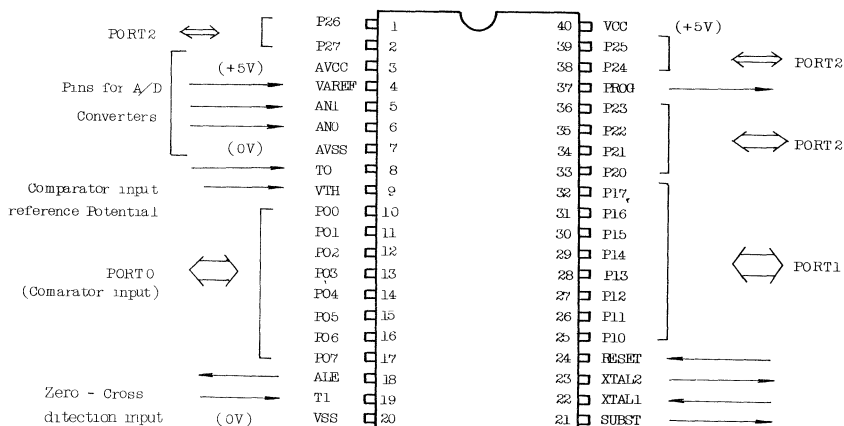 P26 1 40 VCC (+5V)
PORT2 P27 2 39 P25
(+5V) AVCC 3 38 P24 PORT2
Pins for A/D VAREF 4 37 PROG
AN1 5 36 P23
Converters AN0 6 35 P22 PORT2
(0V) AVSS 7 34 P21
T0 8 33 P20
Comparator input VTH 9 32 P17
reference Potential P00 10 31 P16
P01 11 30 P15
P02 12 29 P14
PORT0 P03 13 28 P13 PORT1
(Comarator input) P04 14 27 P12
P05 15 26 P11
P06 16 25 P10
P07 17 24 RESET
ALE 18 23 XTAL2
Zero - Cross T1 19 22 XTAL1
ditection input (0V) VSS 20 21 SUBST